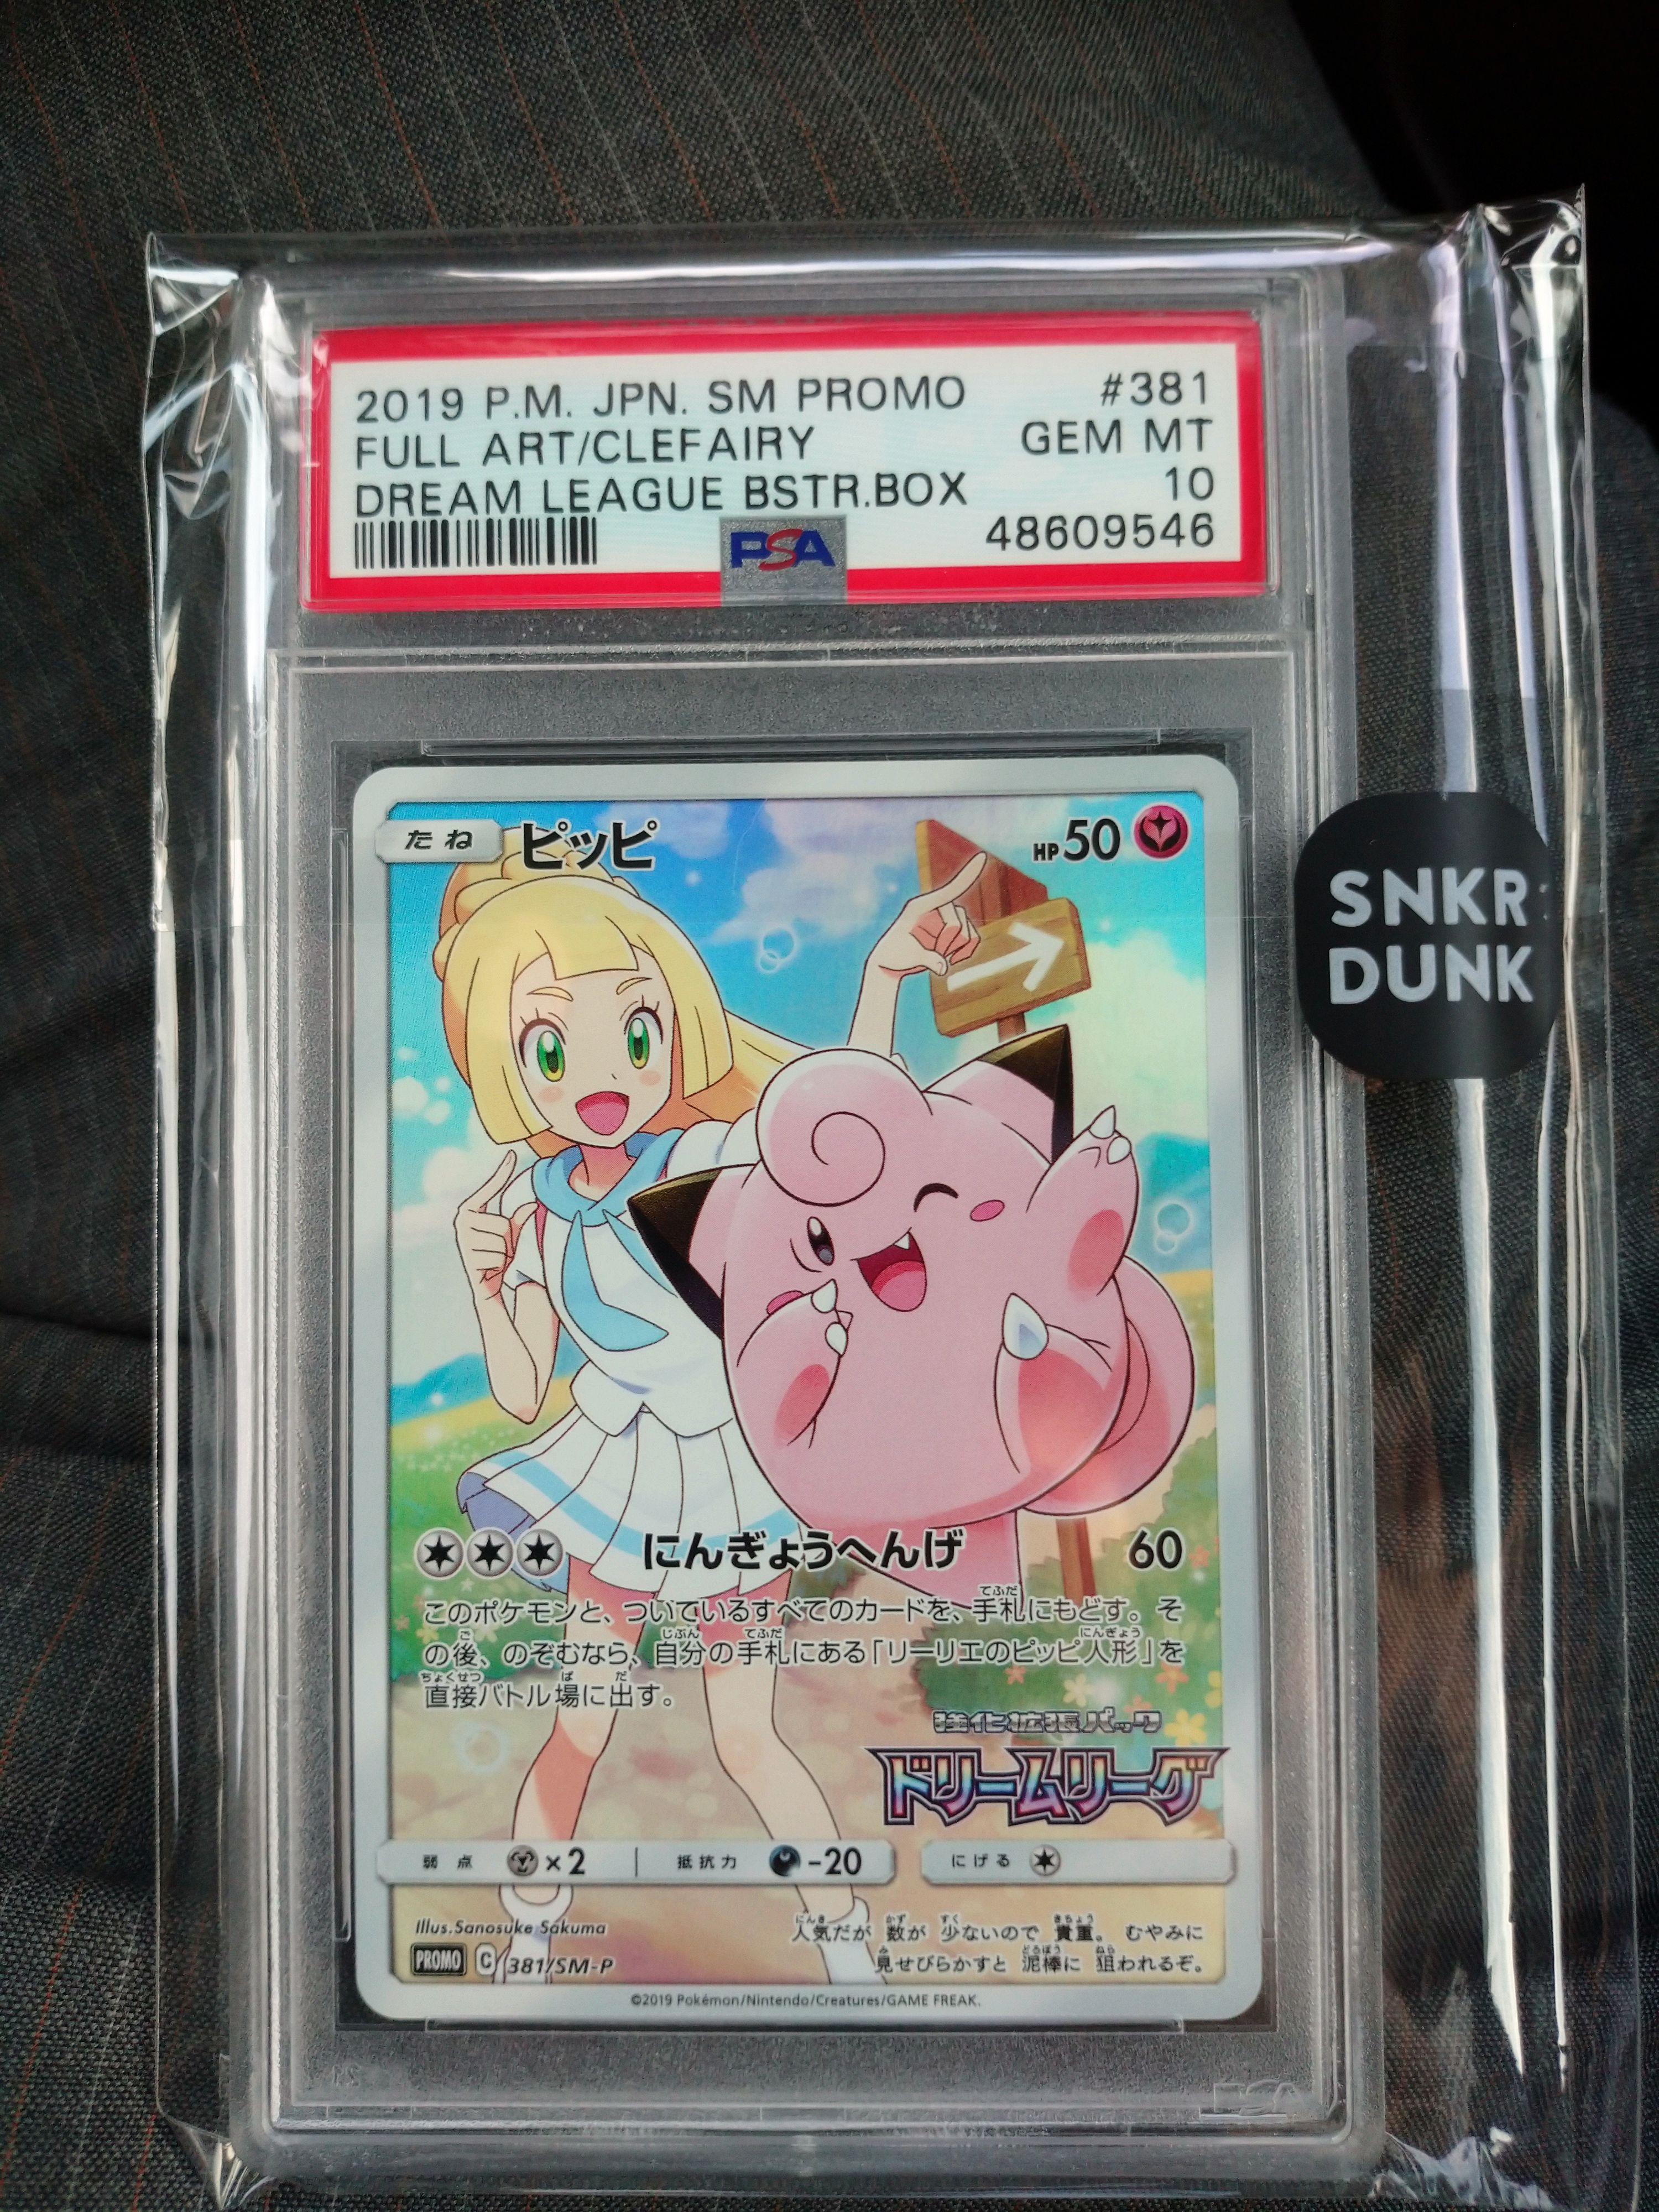 2019 P.M. JPN. SM PROMO #381
FULL ART/CLEFAIRY GEM MT
DREAM LEAGUE BSTR.BOX 10
PSA 48609546
たね ピッピ HP50
SNKR
DUNK
にんぎょうへんげ 60
このポケモンと、ついているすべてのカードを、手札にもどす。そ
の後、のぞむなら、自分の手札にある「リーリエのピッピ人形」を
直接バトル場に出す。
強化拡張パック
ドリームリーグ
弱点 ×2 抵抗力 -20 にげる
Illus.Sanosuke Sakuma
人気だが 数が 少ないので 貴重。 むやみに
見せびらかすと 泥棒に 狙われるぞ。
PROMO C 381/SM-P
©2019 Pokémon/Nintendo/Creatures/GAME FREAK.